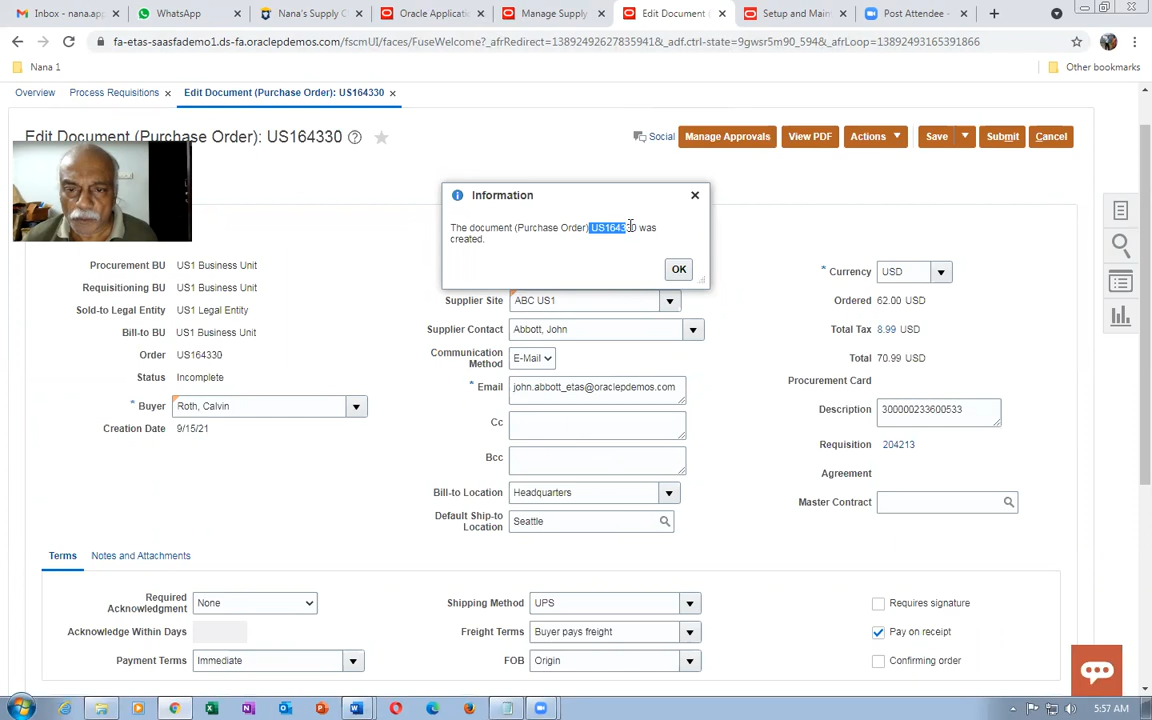 Inbox - nana.app
WhatsApp
Nana's Supply C
Oracle Applicatio
Manage Supply
Edit Document (
Setup and Main
Post Attendee -
fa-etas-saasfademo1.ds-fa.oraclepdemos.com/fscmUI/faces/FuseWelcome?_afrRedirect=13892492627835941&_adf.ctrl-state=9gwsr5m90_594&_afrLoop=13892493165391866
Nana 1
Other bookmarks
Overview
Process Requisitions
Edit Document (Purchase Order): US164330
Edit Document (Purchase Order): US164330
Social
Manage Approvals
View PDF
Actions
Save
Submit
Cancel
Information
The document (Purchase Order) US164330 was
created.
OK
Procurement BU US1 Business Unit
Requisitioning BU US1 Business Unit
Sold-to Legal Entity US1 Legal Entity
Bill-to BU US1 Business Unit
Order US164330
Status Incomplete
* Buyer Roth, Calvin
Creation Date 9/15/21
Supplier Site ABC US1
Supplier Contact Abbott, John
Communication
Method E-Mail
* Email john.abbott_etas@oraclepdemos.com
Cc
Bcc
Bill-to Location Headquarters
Default Ship-to
Location Seattle
* Currency USD
Ordered 62.00 USD
Total Tax 8.99 USD
Total 70.99 USD
Procurement Card
Description 300000233600533
Requisition 204213
Agreement
Master Contract
Terms
Notes and Attachments
Required
Acknowledgment None
Acknowledge Within Days
Payment Terms Immediate
Shipping Method UPS
Freight Terms Buyer pays freight
FOB Origin
Requires signature
Pay on receipt
Confirming order
5:57 AM